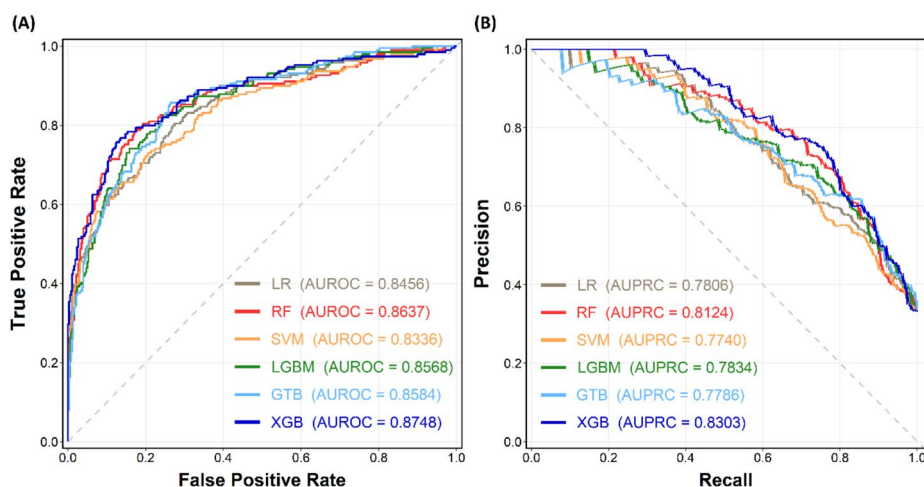 (A)
True Positive Rate
1.0
0.8
0.6
0.4
0.2
0.0
LR (AUROC = 0.8456)
RF (AUROC = 0.8637)
SVM (AUROC = 0.8336)
LGBM (AUROC = 0.8568)
GTB (AUROC = 0.8584)
XGB (AUROC = 0.8748)
0.0 0.2 0.4 0.6 0.8 1.0
False Positive Rate
(B)
Precision
1.0
0.8
0.6
0.4
0.2
0.0
LR (AUPRC = 0.7806)
RF (AUPRC = 0.8124)
SVM (AUPRC = 0.7740)
LGBM (AUPRC = 0.7834)
GTB (AUPRC = 0.7786)
XGB (AUPRC = 0.8303)
0.0 0.2 0.4 0.6 0.8 1.0
Recall